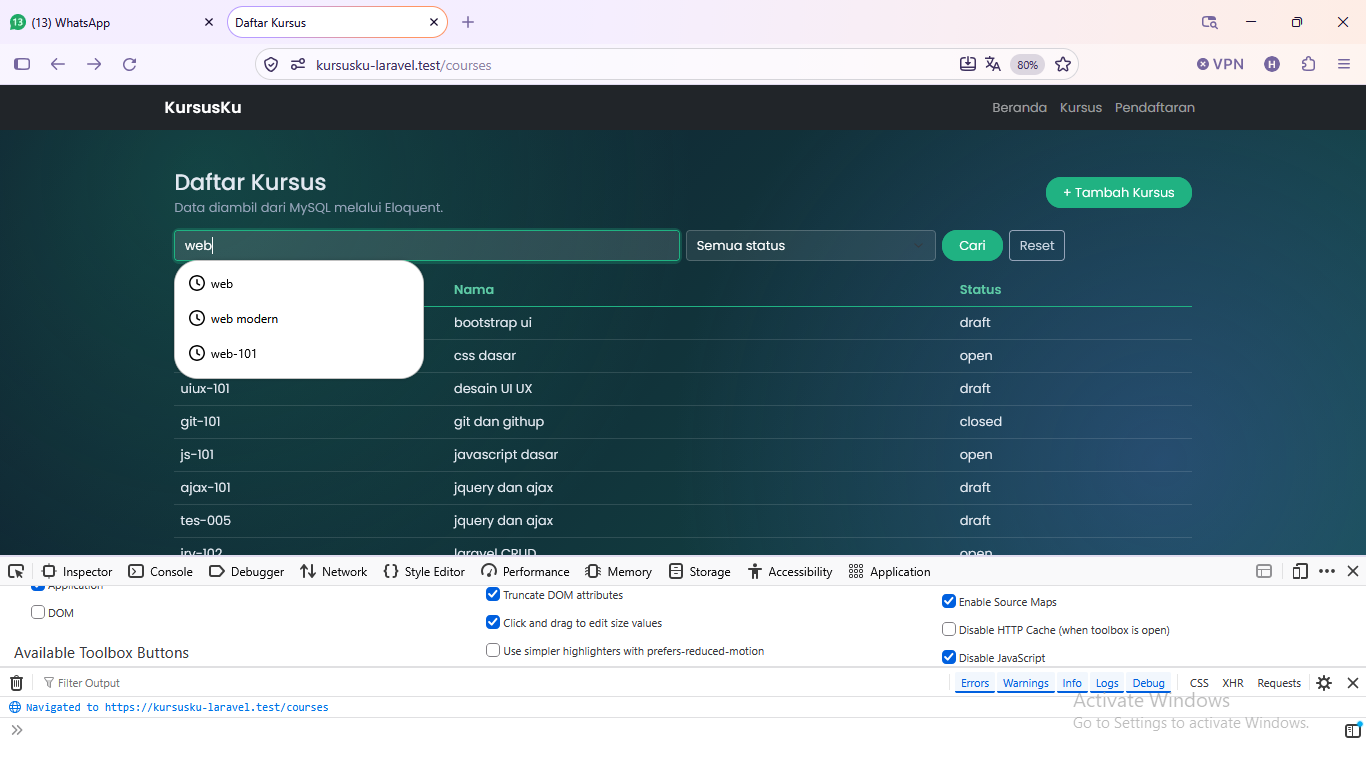 13 (13) WhatsApp
Daftar Kursus
kursusku-laravel.test/courses
80%
VPN
H
KursusKu
Beranda Kursus Pendaftaran
Daftar Kursus
Data diambil dari MySQL melalui Eloquent.
+ Tambah Kursus
web
Semua status
Cari
Reset
web
web modern
web-101
Nama Status
bootstrap ui draft
css dasar open
uiux-101 desain UI UX draft
git-101 git dan githup closed
js-101 javascript dasar open
ajax-101 jquery dan ajax draft
tes-005 jquery dan ajax draft
laravel CRUD open
Inspector Console Debugger Network Style Editor Performance Memory Storage Accessibility Application
Application
DOM
Available Toolbox Buttons
Truncate DOM attributes
Click and drag to edit size values
Use simpler highlighters with prefers-reduced-motion
Enable Source Maps
Disable HTTP Cache (when toolbox is open)
Disable JavaScript
Filter Output
Errors Warnings Info Logs Debug CSS XHR Requests
Navigated to https://kursusku-laravel.test/courses
Activate Windows
Go to Settings to activate Windows.